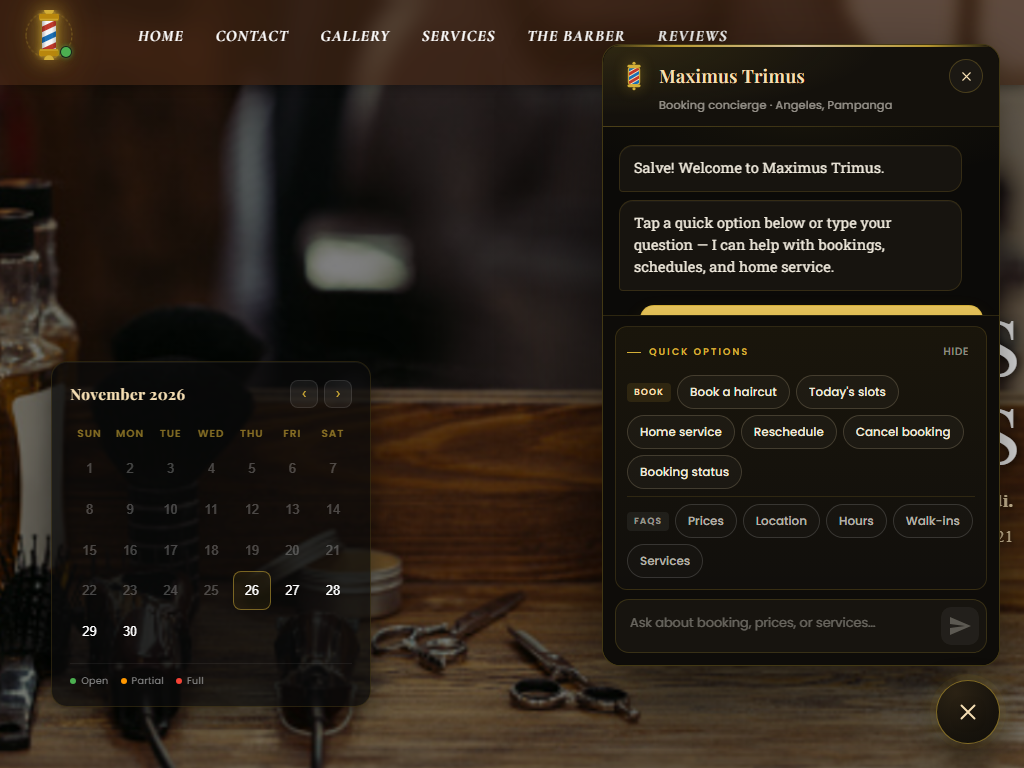 HOME CONTACT GALLERY SERVICES THE BARBER REVIEWS
Maximus Trimus
Booking concierge · Angeles, Pampanga
Salve! Welcome to Maximus Trimus.
Tap a quick option below or type your
question — I can help with bookings,
schedules, and home service.
QUICK OPTIONS HIDE
BOOK Book a haircut Today's slots
Home service Reschedule Cancel booking
Booking status
FAQS Prices Location Hours Walk-ins
Services
Ask about booking, prices, or services...
November 2026
SUN MON TUE WED THU FRI SAT
1 2 3 4 5 6 7
8 9 10 11 12 13 14
15 16 17 18 19 20 21
22 23 24 25 26 27 28
29 30
Open Partial Full
S
S
21